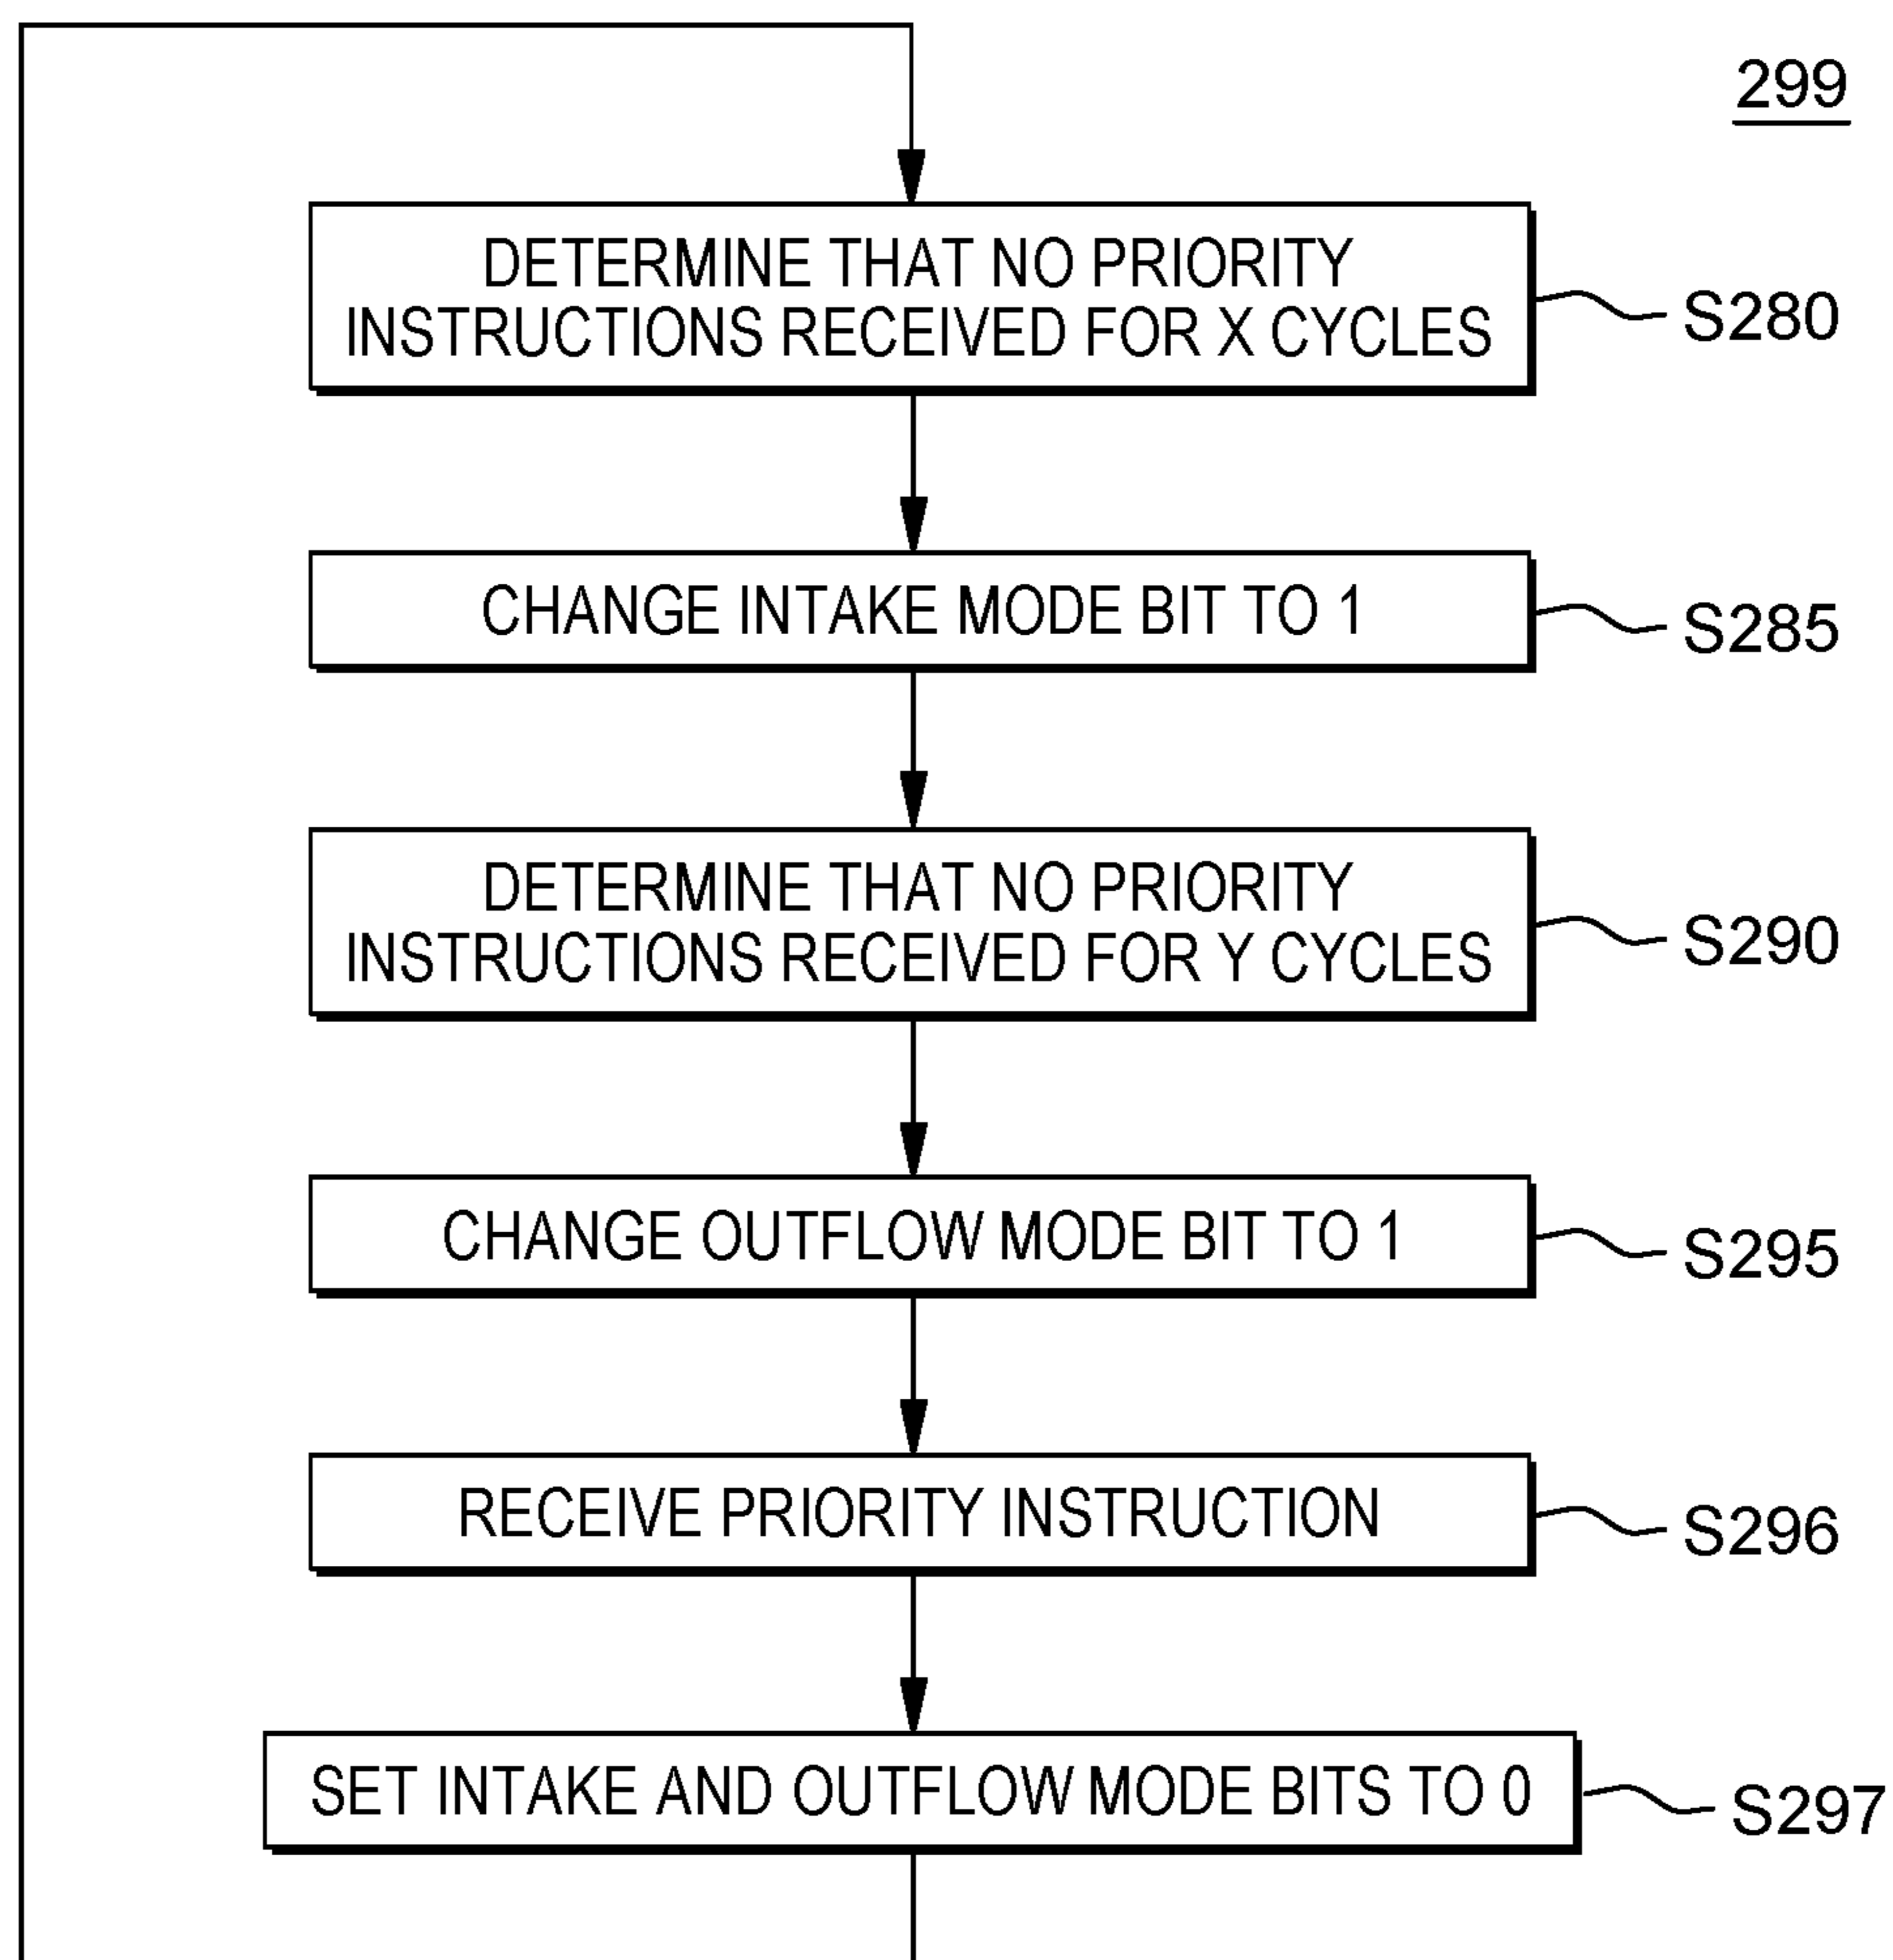 299
DETERMINE THAT NO PRIORITY
INSTRUCTIONS RECEIVED FOR X CYCLES
S280
CHANGE INTAKE MODE BIT TO 1
S285
DETERMINE THAT NO PRIORITY
INSTRUCTIONS RECEIVED FOR Y CYCLES
S290
CHANGE OUTFLOW MODE BIT TO 1
S295
RECEIVE PRIORITY INSTRUCTION
S296
SET INTAKE AND OUTFLOW MODE BITS TO 0
S297